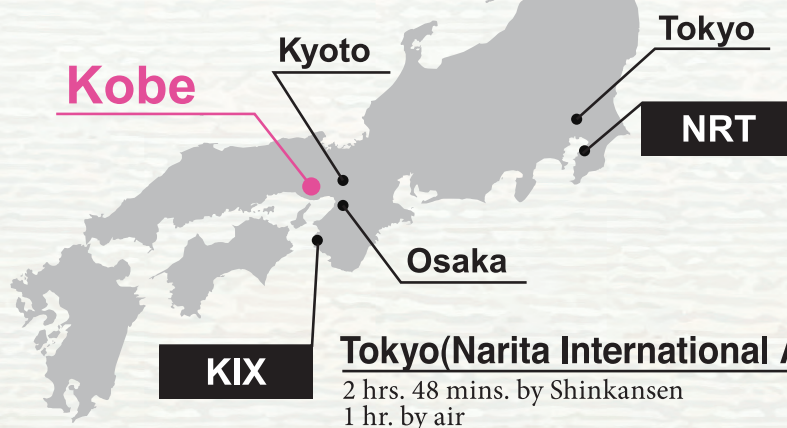 Tokyo
Kyoto
Kobe
NRT
Osaka
KIX
Tokyo(Narita International
2 hrs. 48 mins. by Shinkansen
1 hr. by air